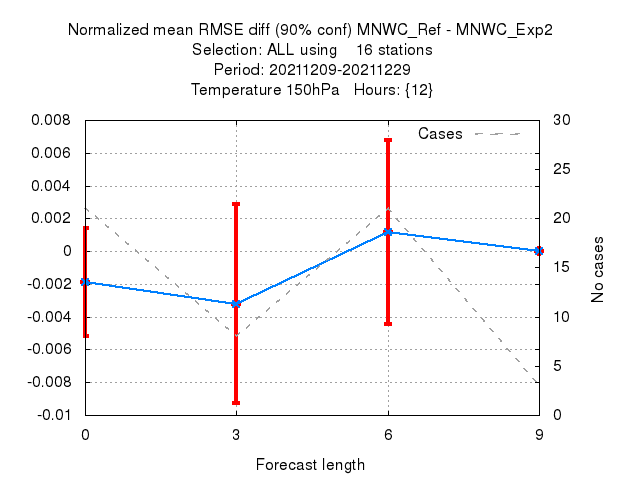 Normalized mean RMSE diff (90% conf) MNWC_Ref - MNWC_Exp2
Selection: ALL using    16 stations
Period: 20211209-20211229
Temperature 150hPa   Hours: {12}
Cases
0.008
0.006
0.004
0.002
0
-0.002
-0.004
-0.006
-0.008
-0.01
30
25
20
15
10
5
0
No cases
0 3 6 9
Forecast length